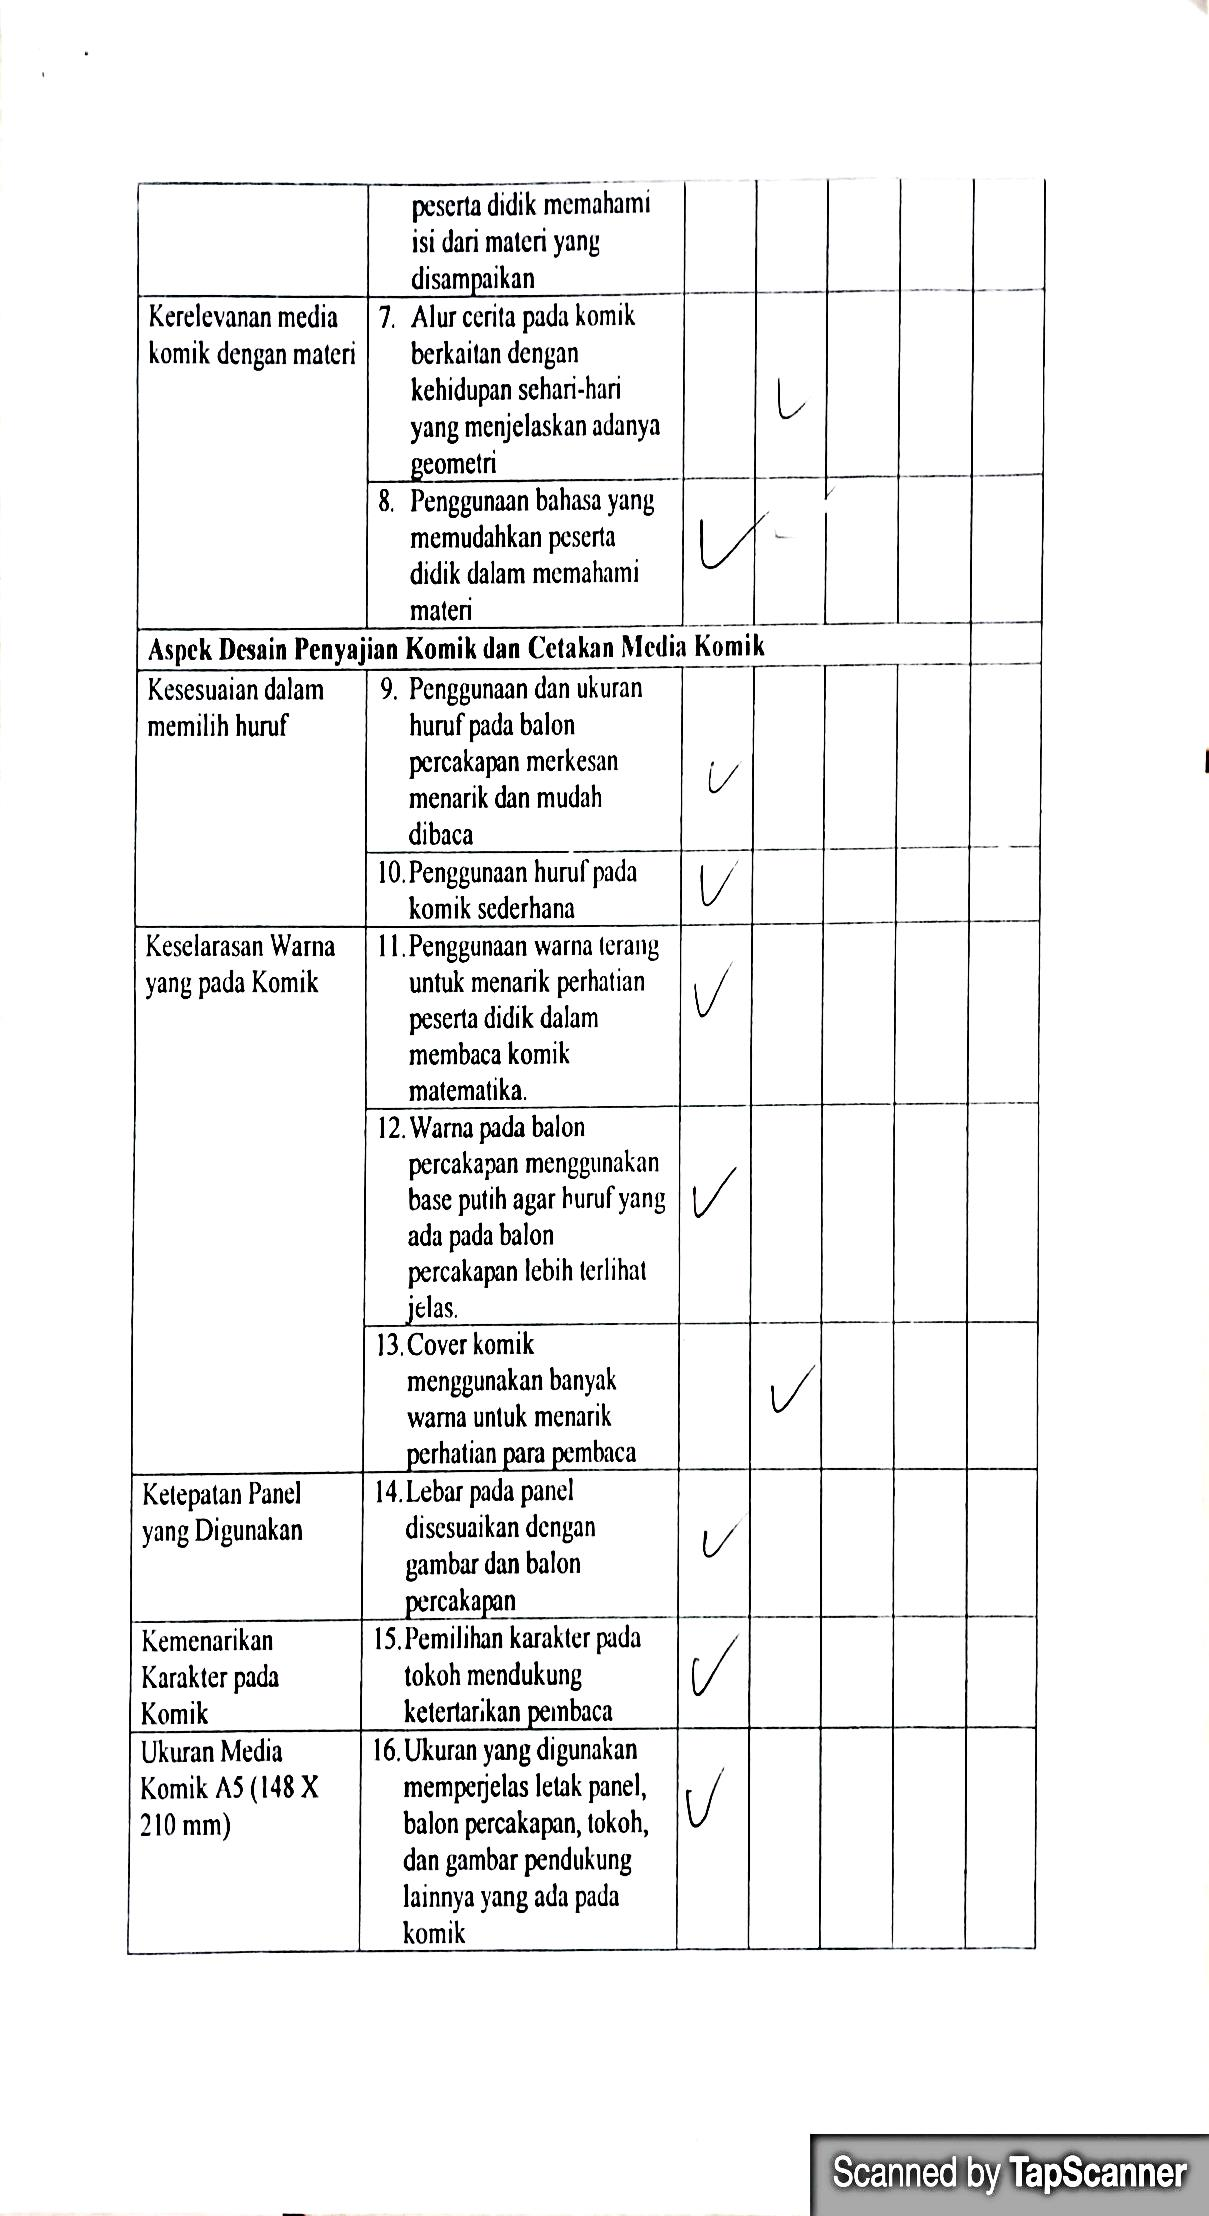 peserta didik memahami
isi dari materi yang
disampaikan
Kerelevanan media
komik dengan materi
7. Alur cerita pada komik
berkaitan dengan
kehidupan sehari-hari
yang menjelaskan adanya
geometri
8. Penggunaan bahasa yang
memudahkan peserta
didik dalam memahami
materi
Aspek Desain Penyajian Komik dan Cetakan Media Komik
Kesesuaian dalam
memilih huruf
9. Penggunaan dan ukuran
huruf pada balon
percakapan merkesan
menarik dan mudah
dibaca
10. Penggunaan huruf pada
komik sederhana
Keselarasan Warna
yang pada Komik
11. Penggunaan warna terang
untuk menarik perhatian
peserta didik dalam
membaca komik
matematika.
12. Warna pada balon
percakapan menggunakan
base putih agar huruf yang
ada pada balon
percakapan lebih terlihat
jelas.
13. Cover komik
menggunakan banyak
warna untuk menarik
perhatian para pembaca
Ketepatan Panel
yang Digunakan
14. Lebar pada panel
disesuaikan dengan
gambar dan balon
percakapan
Kemenarikan
Karakter pada
Komik
15. Pemilihan karakter pada
tokoh mendukung
ketertarikan pembaca
Ukuran Media
Komik A5 (148 X
210 mm)
16. Ukuran yang digunakan
memperjelas letak panel,
balon percakapan, tokoh,
dan gambar pendukung
lainnya yang ada pada
komik
Scanned by TapScanner